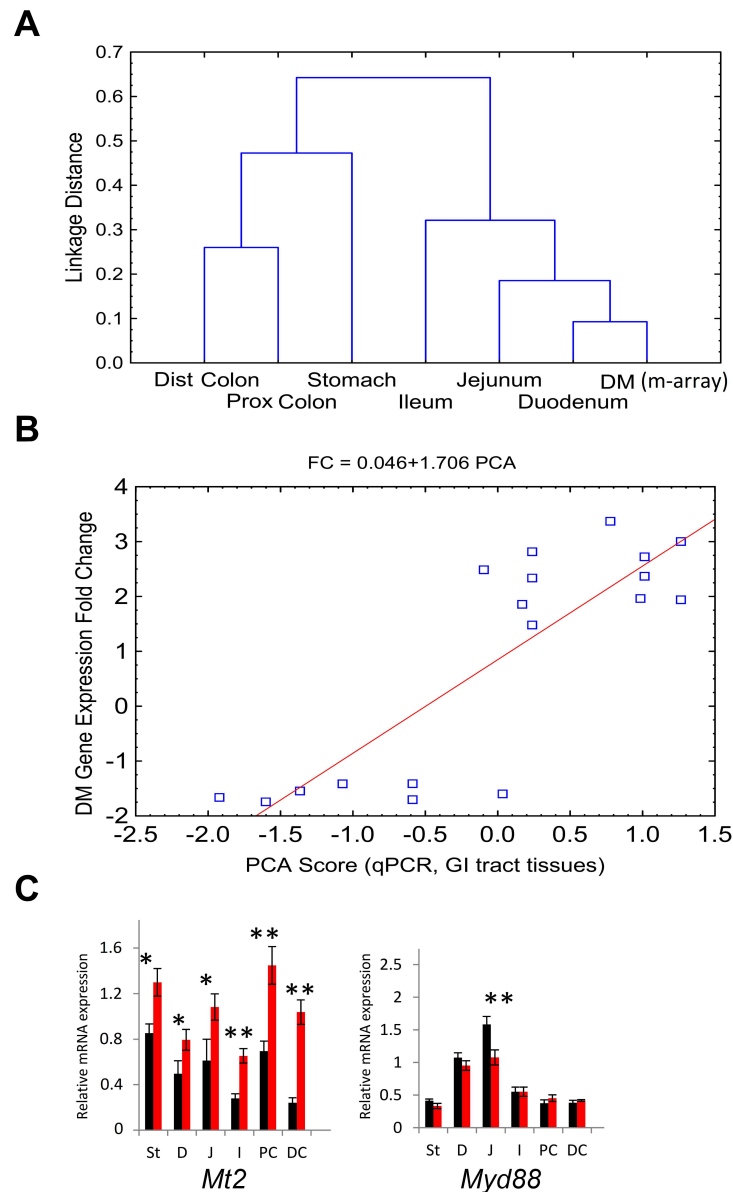 A
0.7
0.6
0.5
0.4
0.3
0.2
0.1
0.0
Linkage Distance
Dist Colon Stomach Jejunum DM (m-array)
Prox Colon Ileum Duodenum
B
FC = 0.046+1.706 PCA
4
3
2
1
0
-1
-2
DM Gene Expression Fold Change
-2.5 -2.0 -1.5 -1.0 -0.5 0.0 0.5 1.0 1.5
PCA Score (qPCR, GI tract tissues)
C
Relative mRNA expression
1.6
1.2
0.8
0.4
0
* * * ** ** **
St D J I PC DC
Mt2
Relative mRNA expression
2.5
2
1.5
1
0.5
0
**
St D J I PC DC
Myd88